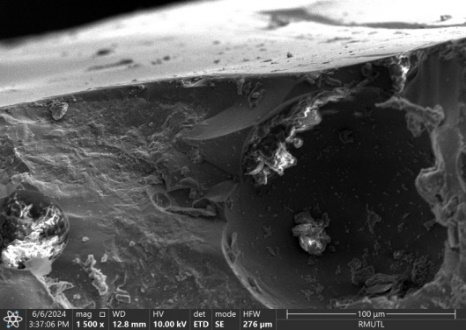 6/6/2024 mag □ WD HV det mode HFW 100 µm
3:37:06 PM 1 500 x 12.8 mm 10.00 kV ETD SE 276 µm RMUTL